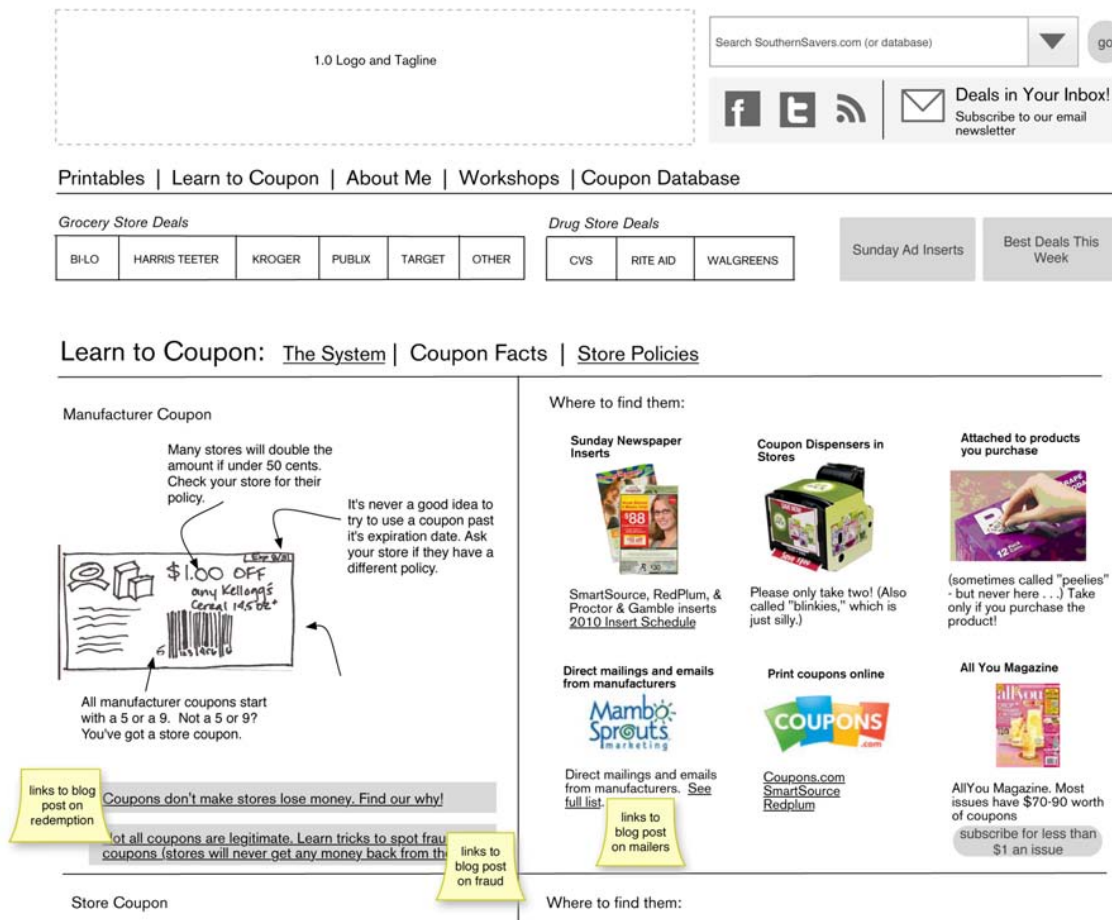 1.0 Logo and Tagline
Search SouthernSavers.com (or database)
go
Deals in Your Inbox!
Subscribe to our email
newsletter
Printables | Learn to Coupon | About Me | Workshops | Coupon Database
Grocery Store Deals
BI-LO HARRIS TEETER KROGER PUBLIX TARGET OTHER
Drug Store Deals
CVS RITE AID WALGREENS
Sunday Ad Inserts
Best Deals This
Week
Learn to Coupon: The System | Coupon Facts | Store Policies
Manufacturer Coupon
Many stores will double the
amount if under 50 cents.
Check your store for their
policy.
It's never a good idea to
try to use a coupon past
it's expiration date. Ask
your store if they have a
different policy.
$1.00 OFF
any Kellogg's
Cereal 14.5 oz+
All manufacturer coupons start
with a 5 or a 9. Not a 5 or 9?
You've got a store coupon.
links to blog
post on
redemption
Coupons don't make stores lose money. Find our why!
Not all coupons are legitimate. Learn tricks to spot
coupons (stores will never get any money back from
links to
blog post
on fraud
Store Coupon
Where to find them:
Sunday Newspaper
Inserts
$88
SmartSource, RedPlum, &
Proctor & Gamble inserts
2010 Insert Schedule
Coupon Dispensers in
Stores
Please only take two! (Also
called "blinkies," which is
just silly.)
Attached to products
you purchase
12
(sometimes called "peelies"
- but never here . . .) Take
only if you purchase the
product!
Direct mailings and emails
from manufacturers
Mambo
Sprouts
marketing
Direct mailings and emails
from manufacturers. See
full list.
links to
blog post
on mailers
Print coupons online
COUPONS
.com
Coupons.com
SmartSource
Redplum
All You Magazine
all you
AllYou Magazine. Most
issues have $70-90 worth
of coupons
subscribe for less than
$1 an issue
Where to find them: